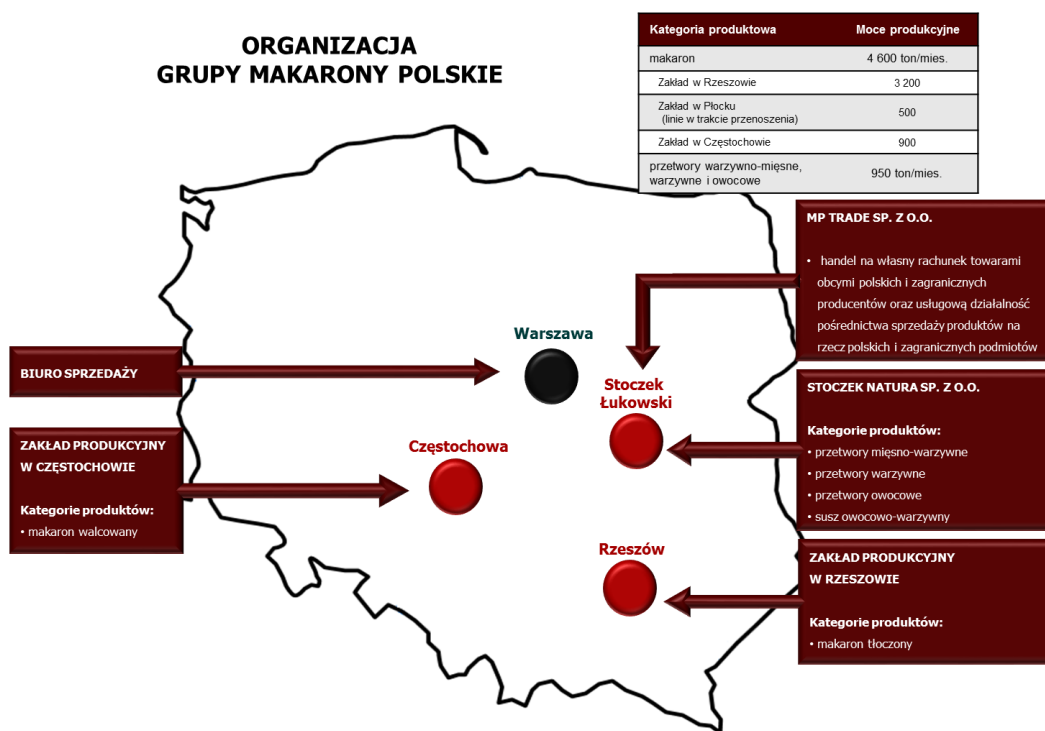 ORGANIZACJA
GRUPY MAKARONY POLSKIE
Kategoria produktowa Moce produkcyjne
makaron 4 600 ton/mies.
Zakład w Rzeszowie 3 200
Zakład w Płocku
(linie w trakcie przenoszenia) 500
Zakład w Częstochowie 900
przetwory warzywno-mięsne,
warzywne i owocowe 950 ton/mies.
MP TRADE SP. Z O.O.
• handel na własny rachunek towarami
obcymi polskich i zagranicznych
producentów oraz usługową działalność
pośrednictwa sprzedaży produktów na
rzecz polskich i zagranicznych podmiotów
Warszawa
BIURO SPRZEDAŻY
Stoczek
Łukowski
STOCZEK NATURA SP. Z O.O.
Kategorie produktów:
• przetwory mięsno-warzywne
• przetwory warzywne
• przetwory owocowe
• susz owocowo-warzywny
Częstochowa
ZAKŁAD PRODUKCYJNY
W CZĘSTOCHOWIE
Kategorie produktów:
• makaron walcowany
Rzeszów
ZAKŁAD PRODUKCYJNY
W RZESZOWIE
Kategorie produktów:
• makaron tłoczony